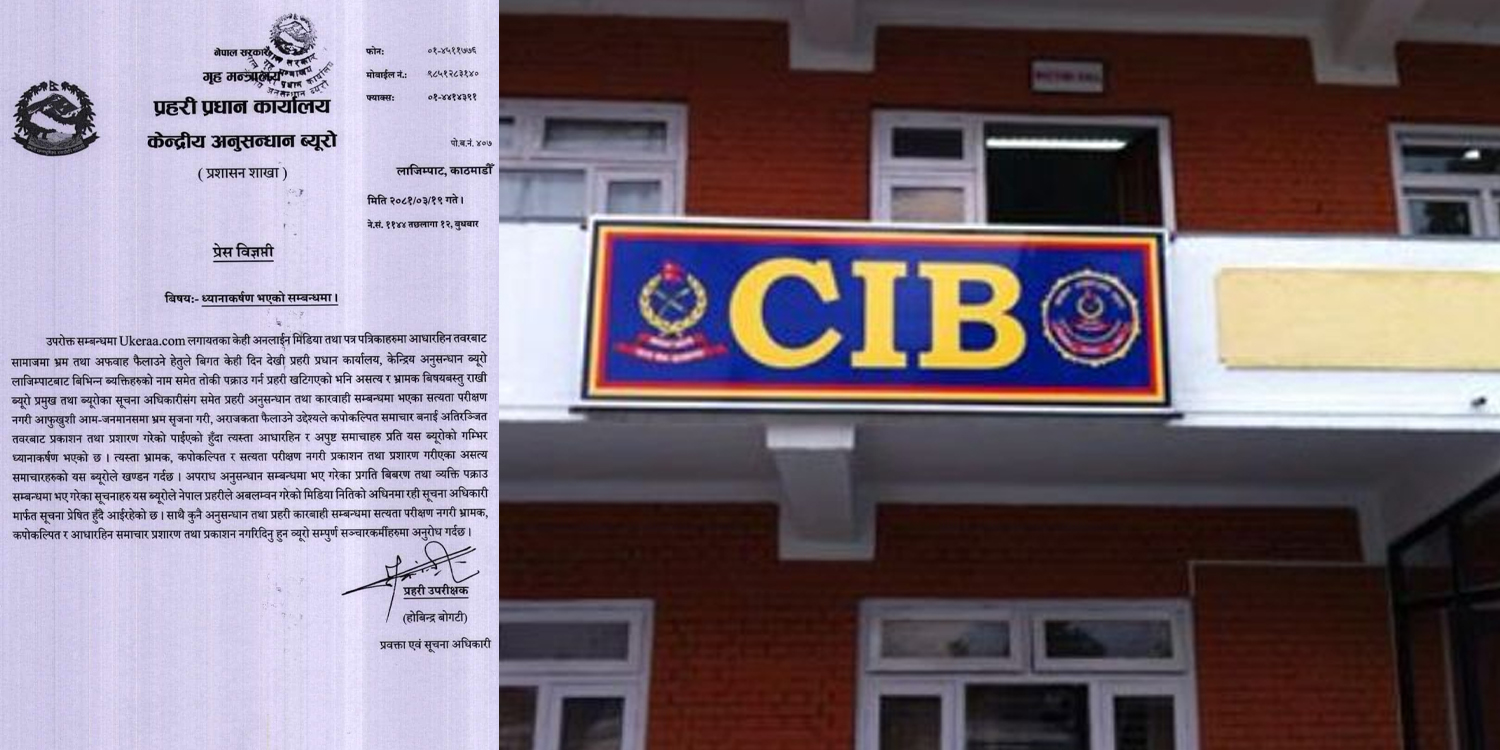 नेपाल सरकार
गृह मन्त्रालय
प्रहरी प्रधान कार्यालय
केन्द्रीय अनुसन्धान ब्यूरो
( प्रशासन शाखा )
फोन: ०१-४५११७७६
मोवाईल नं.: ९८५१२८३१४०
फ्याक्स: ०१-४४१४३९१
पो.ब.नं. ४०७
लाजिम्पाट, काठमाडौँ
मिति २०८१/०३/१९ गते ।
ने.सं. ११४४ तछलागा १२, बुधबार
प्रेस विज्ञप्ती
बिषय:- ध्यानाकर्षण भएको सम्बन्धमा ।
उपरोक्त सम्बन्धमा Ukeraa.com लगायतका केही अनलाईन मिडिया तथा पत्र पत्रिकाहरुमा आधारहिन तवरबाट
सामाजमा भ्रम तथा अफवाह फैलाउने हेतुले बिगत केही दिन देखी प्रहरी प्रधान कार्यालय, केन्द्रिय अनुसन्धान ब्यूरो
लाजिम्पाटबाट बिभिन्न ब्यक्तिहरुको नाम समेत तोकी पक्राउ गर्न प्रहरी खटिगएको भनि असत्य र भ्रामक बिषयबस्तु राखी
ब्यूरो प्रमुख तथा ब्यूरोका सूचना अधिकारीसंग समेत प्रहरी अनुसन्धान तथा कारवाही सम्बन्धमा भएका सत्यता परीक्षण
नगरी आफुखुशी आम-जनमानसमा भ्रम सृजना गरी, अराजकता फैलाउने उद्देश्यले कपोकल्पित समाचार बनाई अतिरञ्जित
तवरबाट प्रकाशन तथा प्रशारण गरेको पाईएको हुँदा त्यस्ता आधारहिन र अपुष्ट समाचाहरु प्रति यस ब्यूरोको गम्भिर
ध्यानाकर्षण भएको छ । त्यस्ता भ्रामक, कपोकल्पित र सत्यता परीक्षण नगरी प्रकाशन तथा प्रशारण गरीएका असत्य
समाचारहरुको यस ब्यूरोले खण्डन गर्दछ । अपराध अनुसन्धान सम्बन्धमा भए गरेका प्रगति बिबरण तथा व्यक्ति पक्राउ
सम्बन्धमा भए गरेका सूचनाहरु यस ब्यूरोले नेपाल प्रहरीले अबलम्वन गरेको मिडिया नितिको अधिनमा रही सूचना अधिकारी
मार्फत सूचना प्रेषित हुँदै आईरहेको छ । साथै कुनै अनुसन्धान तथा प्रहरी कारबाही सम्बन्धमा सत्यता परीक्षण नगरी भ्रामक,
कपोकल्पित र आधारहिन समाचार प्रशारण तथा प्रकाशन नगरिदिनु हुन व्यूरो सम्पुर्ण सञ्चारकर्मीहरुमा अनुरोध गर्दछ ।
प्रहरी उपरीक्षक
(होबिन्द्र बोगटी)
प्रवक्ता एवं सूचना अधिकारी
CIB